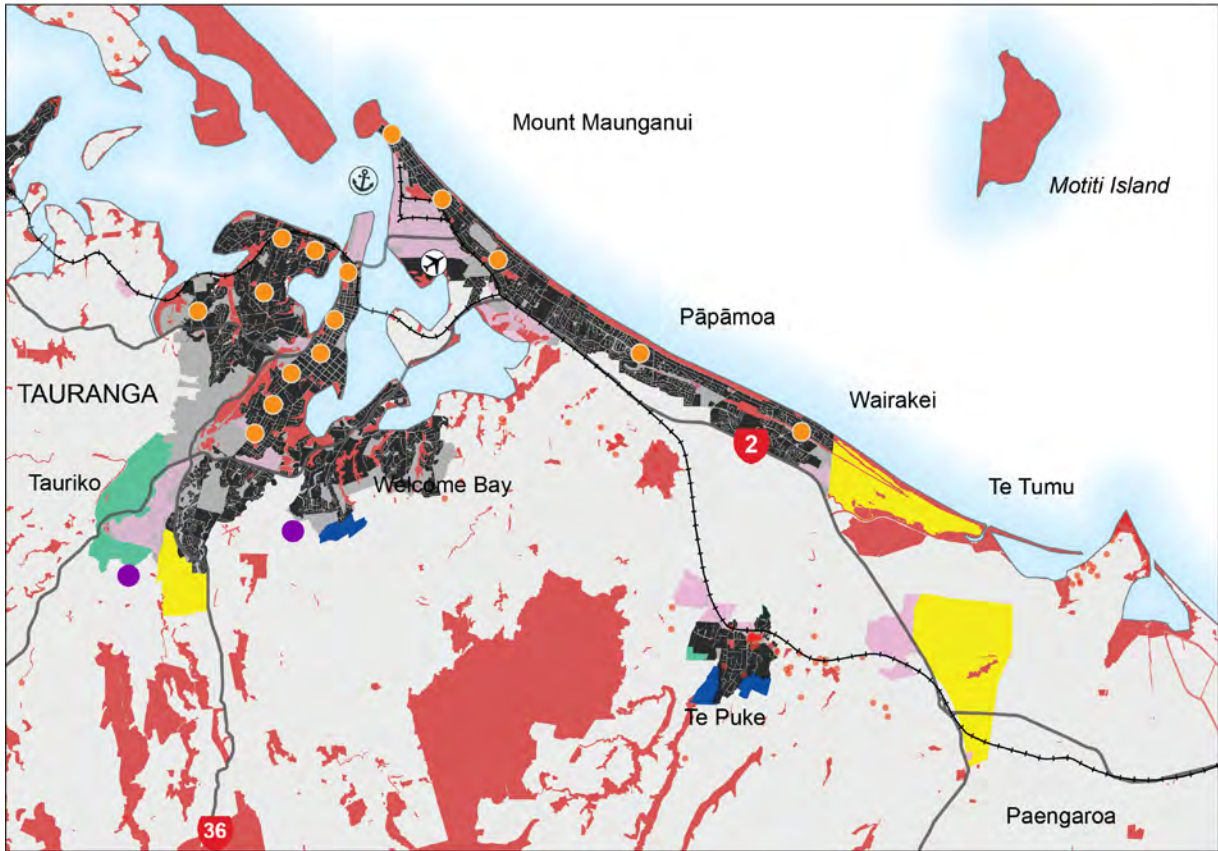 Mount Maunganui
Motiti Island
Pāpāmoa
Wairakei
TAURANGA
2
Te Tumu
Tauriko
Welcome Bay
Te Puke
Paengaroa
36